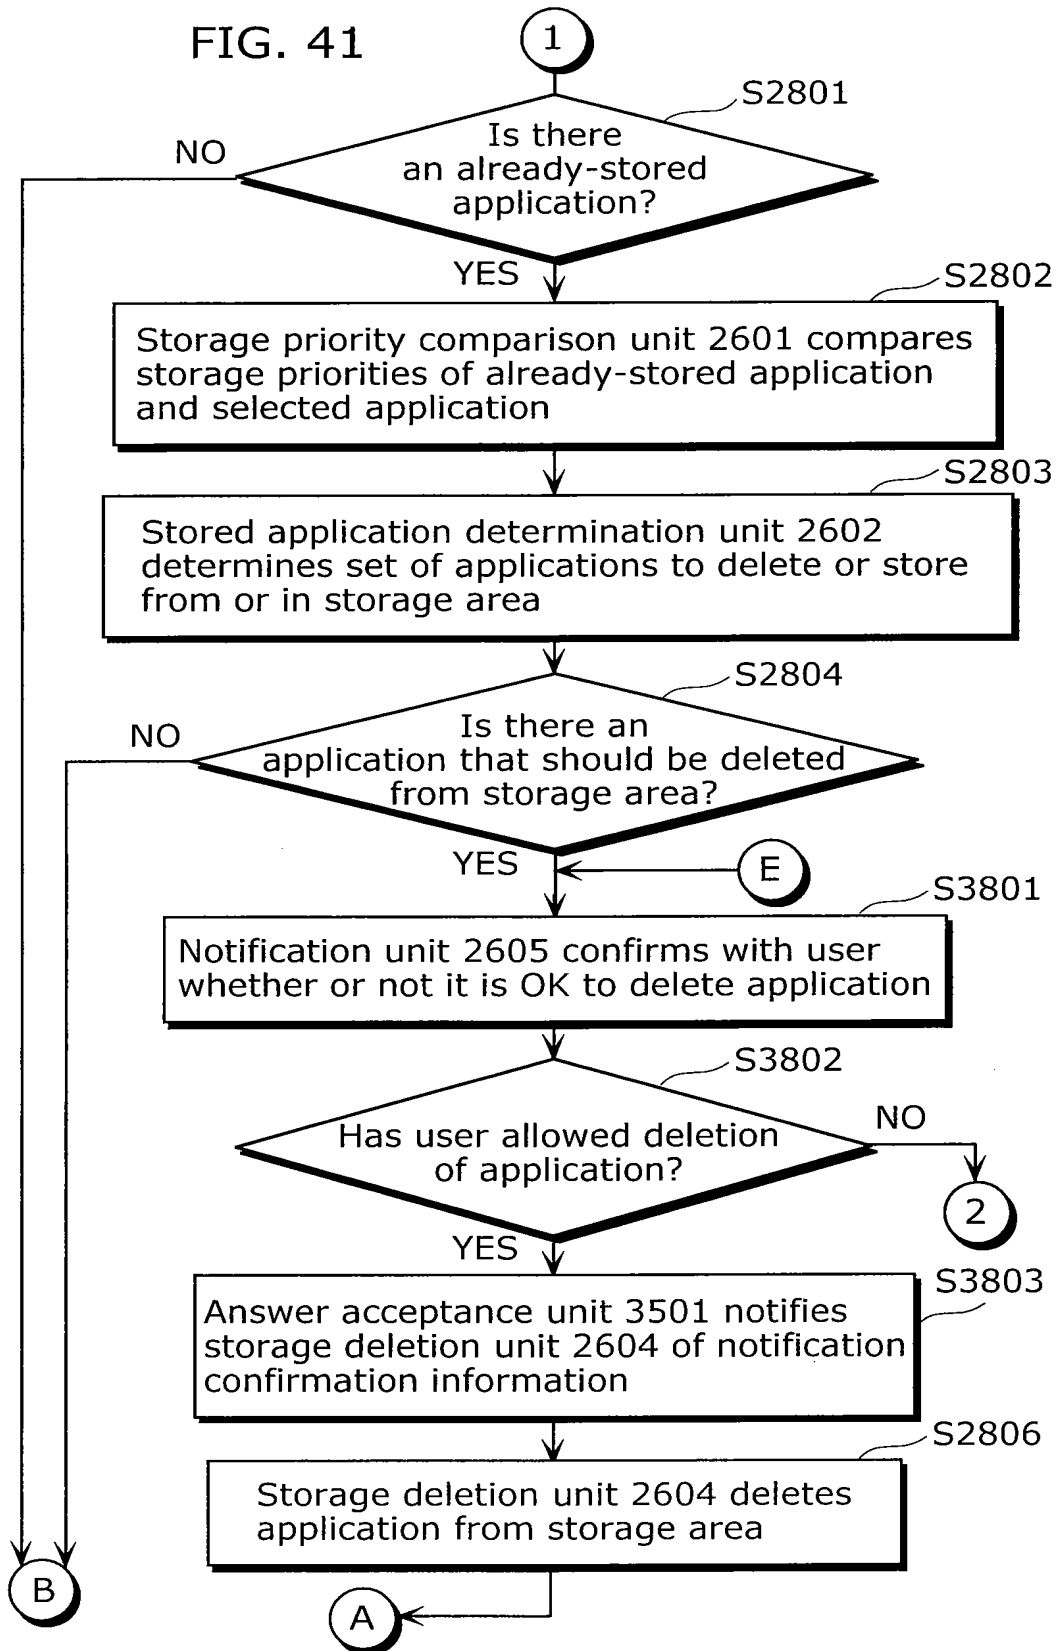 FIG. 41
1
S2801
Is there
an already-stored
application?
NO
YES
S2802
Storage priority comparison unit 2601 compares
storage priorities of already-stored application
and selected application
S2803
Stored application determination unit 2602
determines set of applications to delete or store
from or in storage area
S2804
Is there an
application that should be deleted
from storage area?
NO
YES
E
S3801
Notification unit 2605 confirms with user
whether or not it is OK to delete application
S3802
Has user allowed deletion
of application?
NO
2
YES
S3803
Answer acceptance unit 3501 notifies
storage deletion unit 2604 of notification
confirmation information
S2806
Storage deletion unit 2604 deletes
application from storage area
B
A